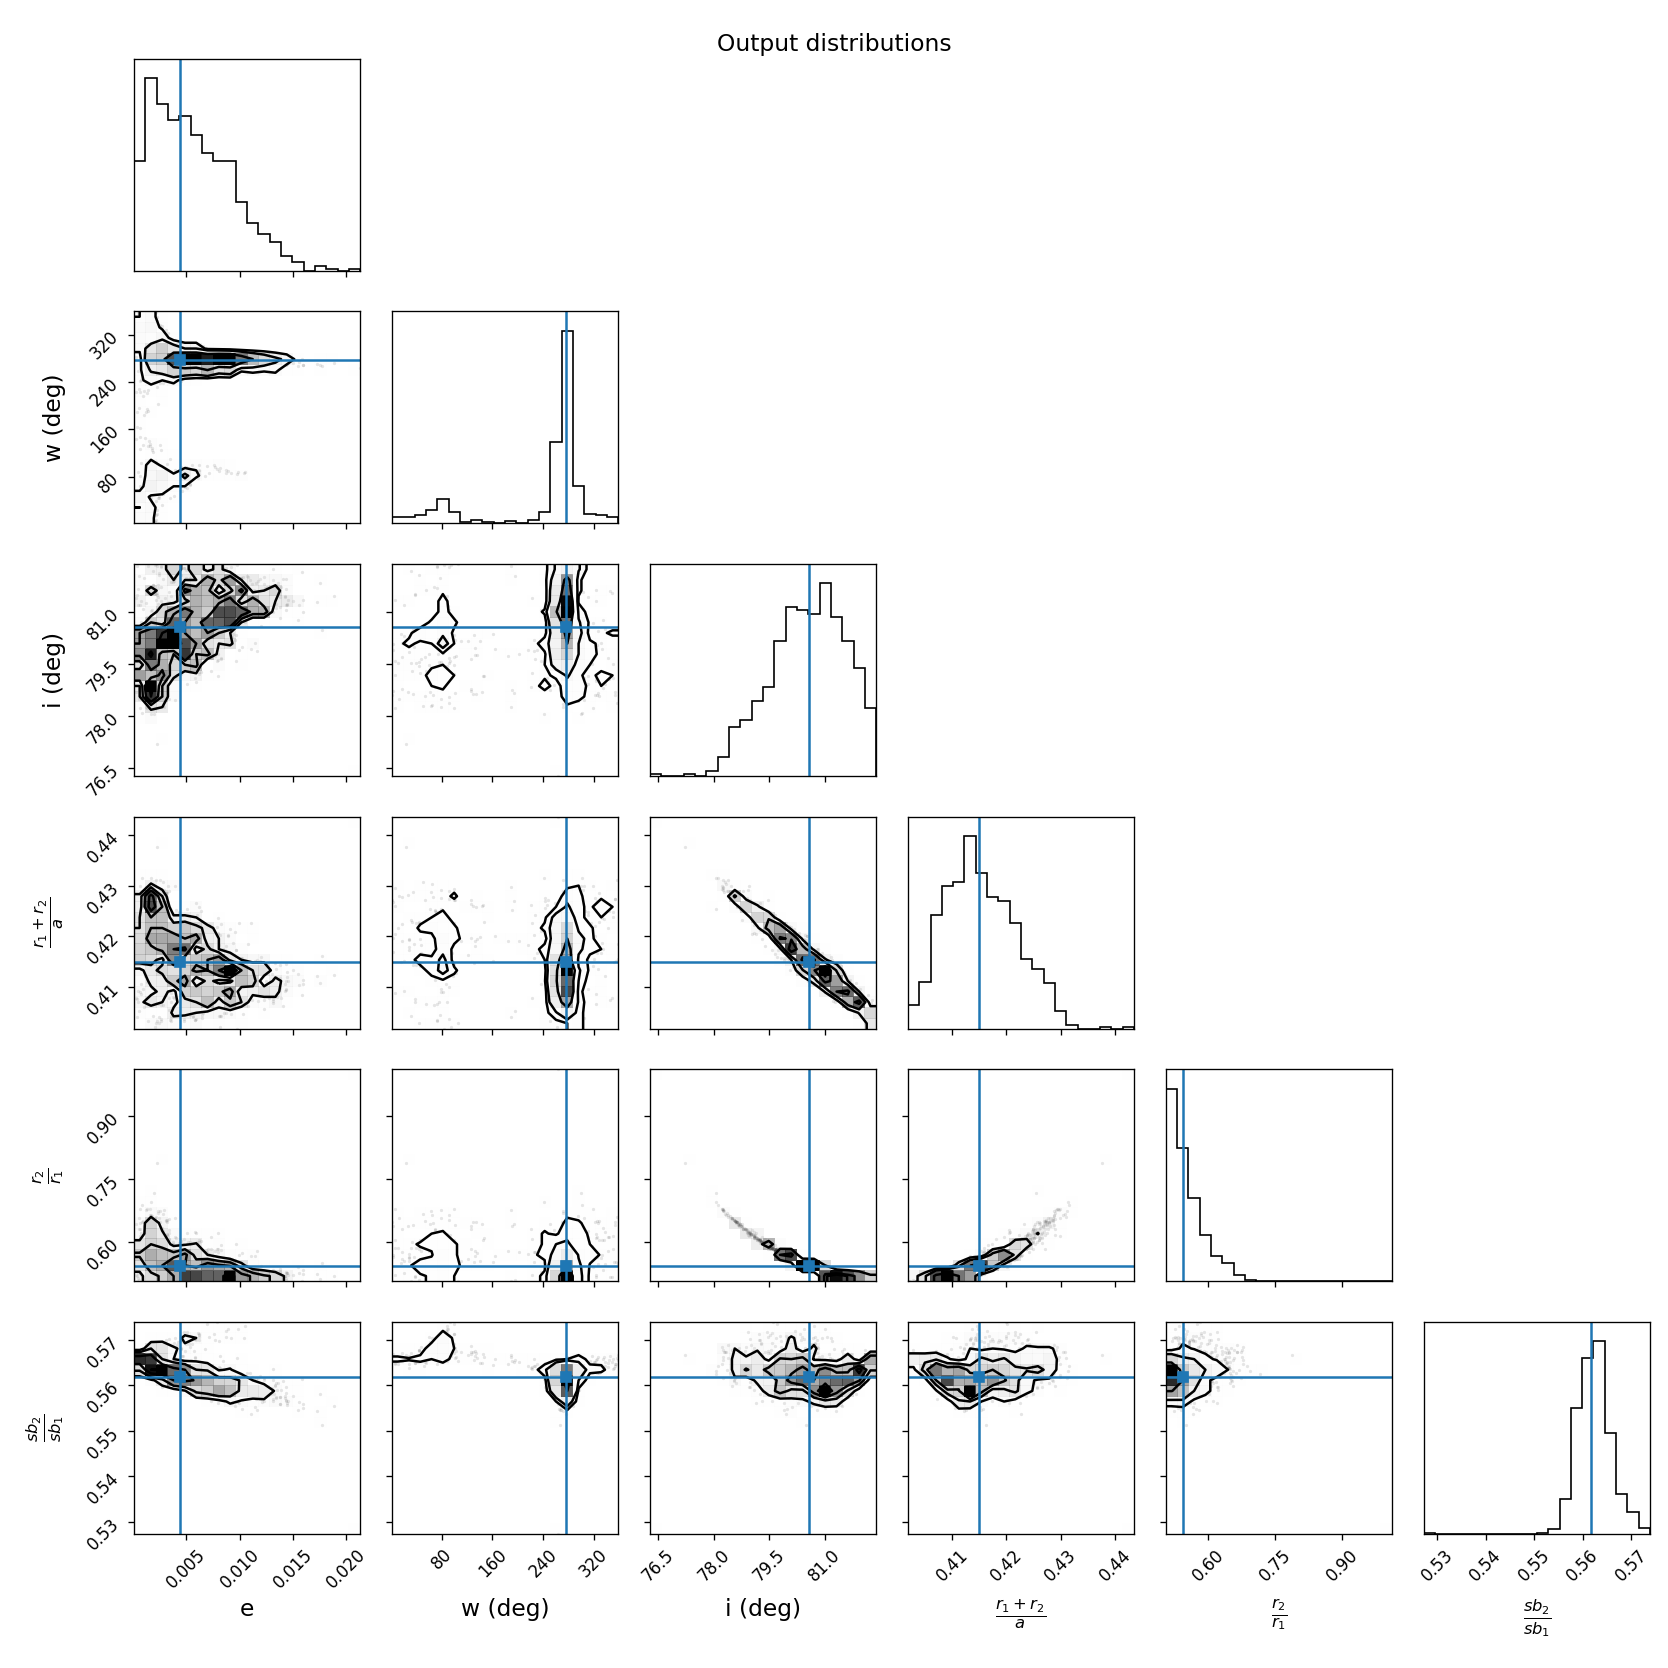 Output distributions
320
240
160
80
w (deg)
81.0
79.5
78.0
76.5
i (deg)
0.44
0.43
0.42
0.41
r₁ + r₂
a
0.90
0.75
0.60
r₂
r₁
0.57
0.56
0.55
0.54
0.53
sb₂
sb₁
0.005 0.010 0.015 0.020
80 160 240 320
76.5 78.0 79.5 81.0
0.41 0.42 0.43 0.44
0.60 0.75 0.90
0.53 0.54 0.55 0.56 0.57
e
w (deg)
i (deg)
r₁ + r₂
a
r₂
r₁
sb₂
sb₁